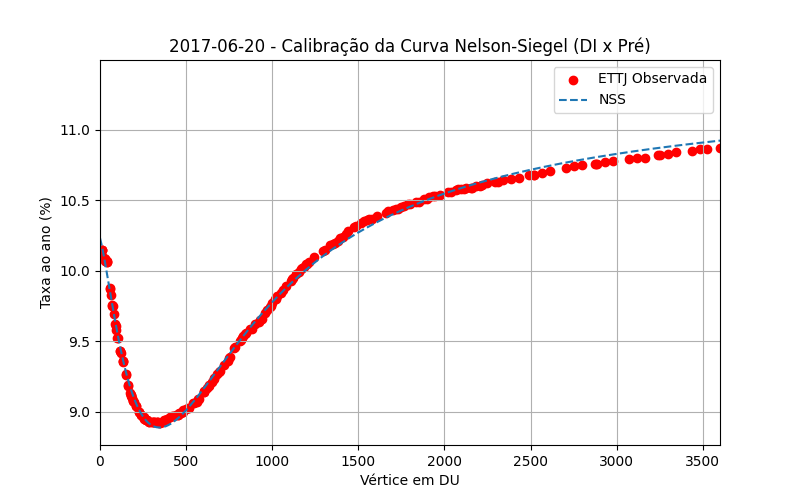 2017-06-20 - Calibração da Curva Nelson-Siegel (DI x Pré)
ETTJ Observada
NSS
Taxa ao ano (%)
11.0
10.5
10.0
9.5
9.0
0 500 1000 1500 2000 2500 3000 3500
Vértice em DU